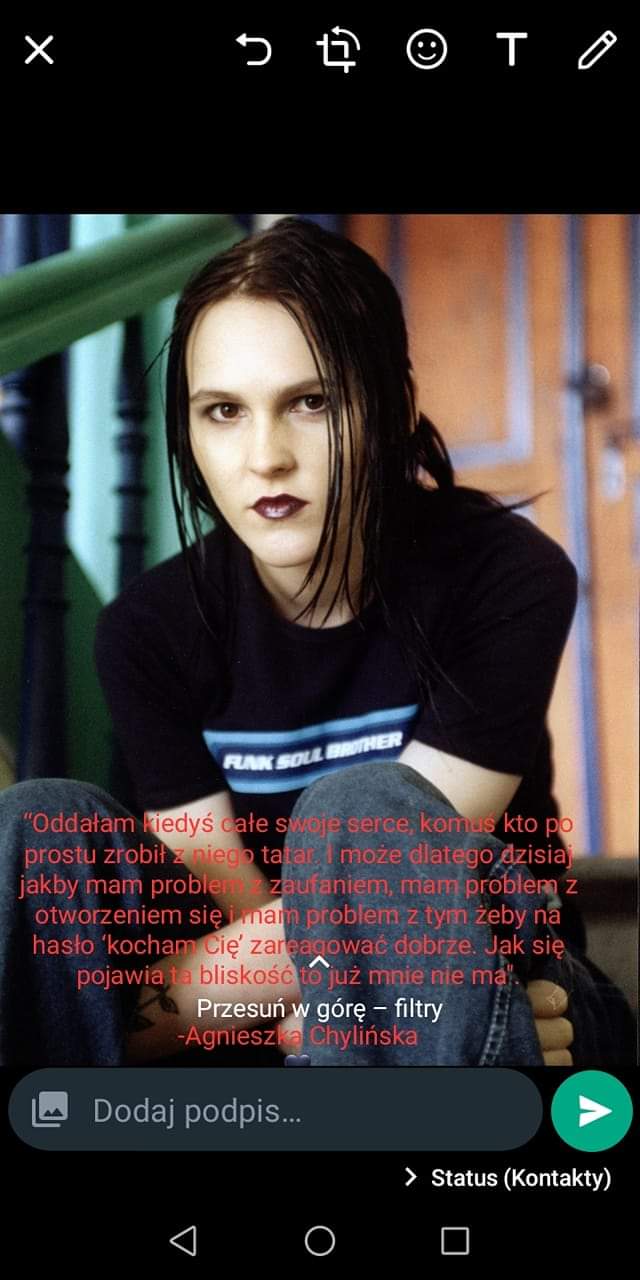 T
FUNK SOUL BROTHER
“Oddałam kiedyś całe swoje serce, komuś kto po
prostu zrobił z niego tatar. I może dlatego dzisiaj
jakby mam problem z zaufaniem, mam problem z
otworzeniem się i mam problem z tym żeby na
hasło ‘kocham Cię’ zareagować dobrze. Jak się
pojawia ta bliskość to już mnie nie ma".
Przesuń w górę – filtry
-Agnieszka Chylińska
Dodaj podpis...
Status (Kontakty)